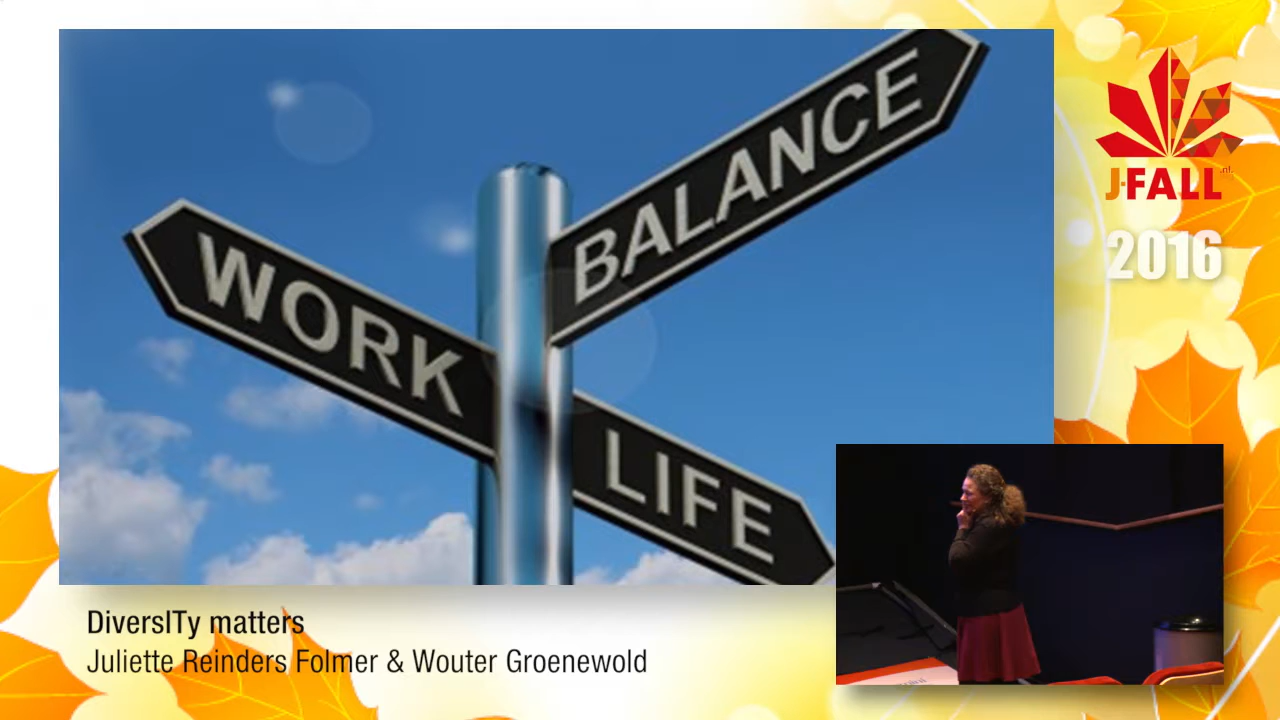 WORK
BALANCE
LIFE
J-FALL.nl
2016
DiversITy matters
Juliette Reinders Folmer & Wouter Groenewold